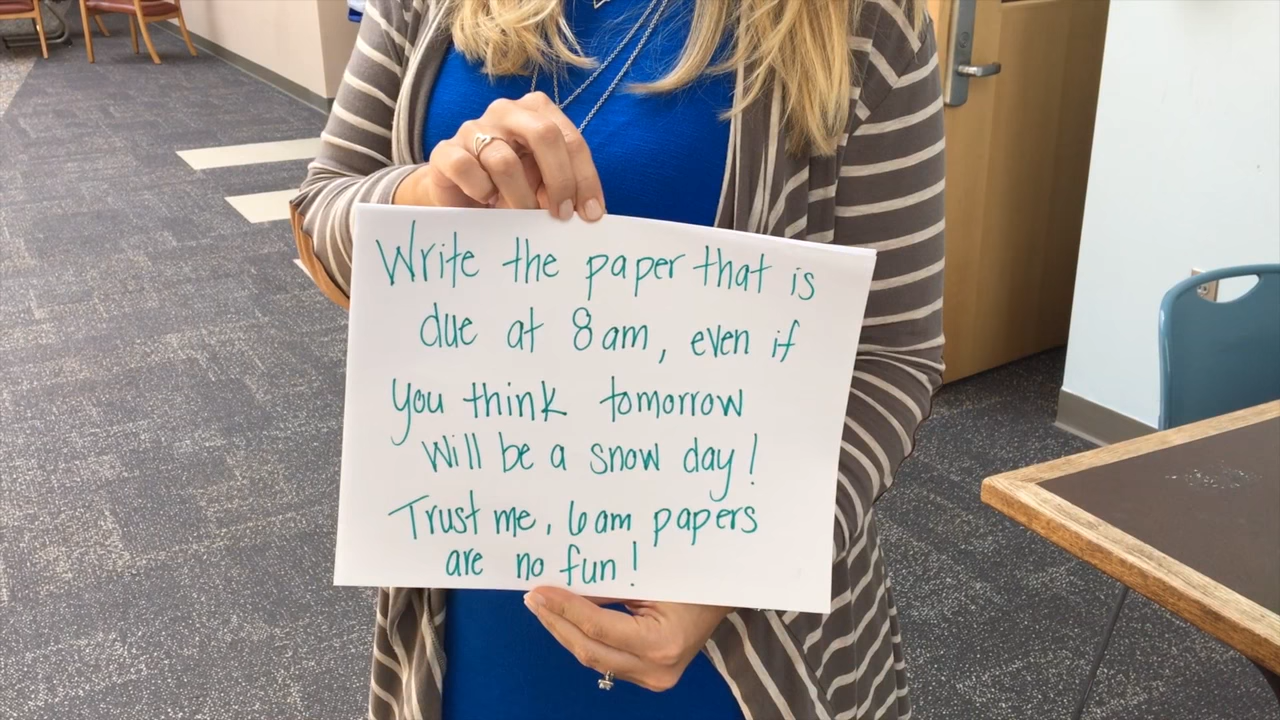 Write the paper that is
due at 8am, even if
you think tomorrow
will be a snow day!
Trust me, 6am papers
are no fun!